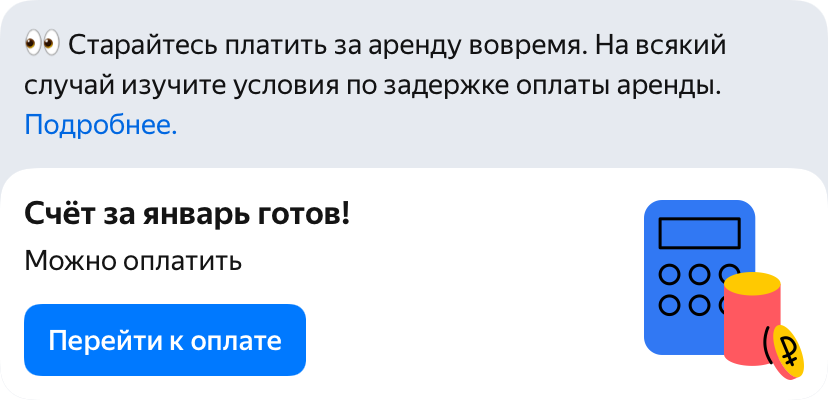 👀 Старайтесь платить за аренду вовремя. На всякий
случай изучите условия по задержке оплаты аренды.
Подробнее.
Счёт за январь готов!
Можно оплатить
Перейти к оплате
₽